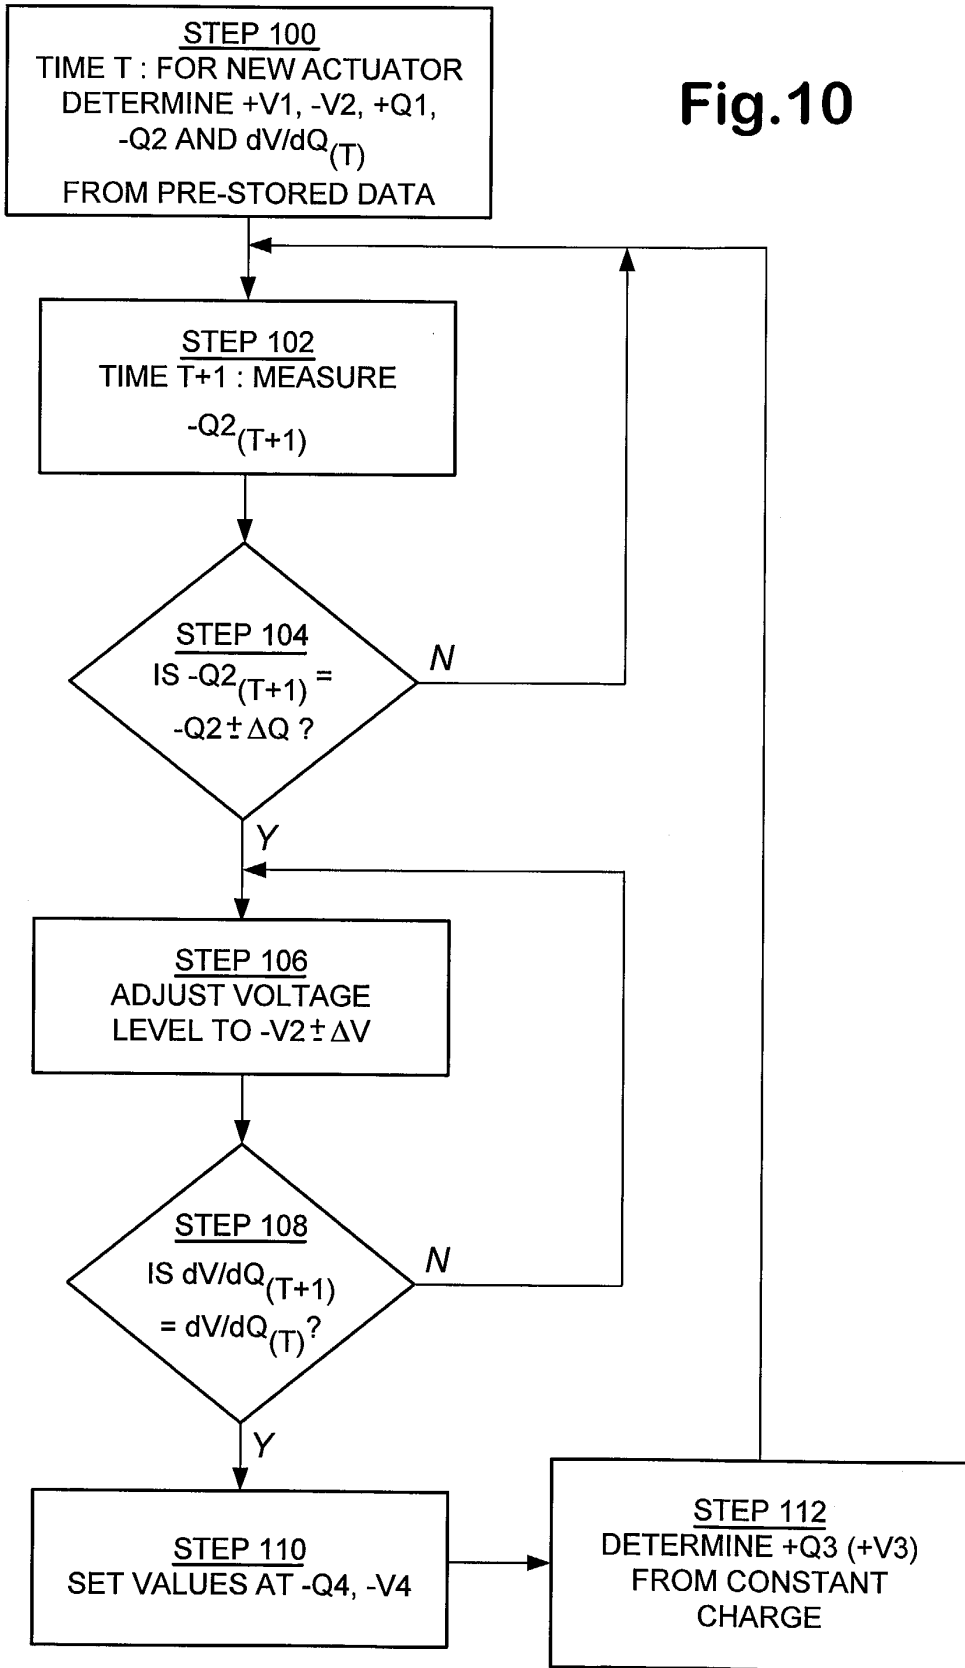 Fig.10
STEP 100
TIME T : FOR NEW ACTUATOR
DETERMINE +V1, -V2, +Q1,
-Q2 AND dV/dQ(T)
FROM PRE-STORED DATA
STEP 102
TIME T+1 : MEASURE
-Q2(T+1)
STEP 104
IS -Q2(T+1) =
-Q2 ± ΔQ ?
N
Y
STEP 106
ADJUST VOLTAGE
LEVEL TO -V2 ± ΔV
STEP 108
IS dV/dQ(T+1)
= dV/dQ(T)?
N
Y
STEP 110
SET VALUES AT -Q4, -V4
STEP 112
DETERMINE +Q3 (+V3)
FROM CONSTANT
CHARGE